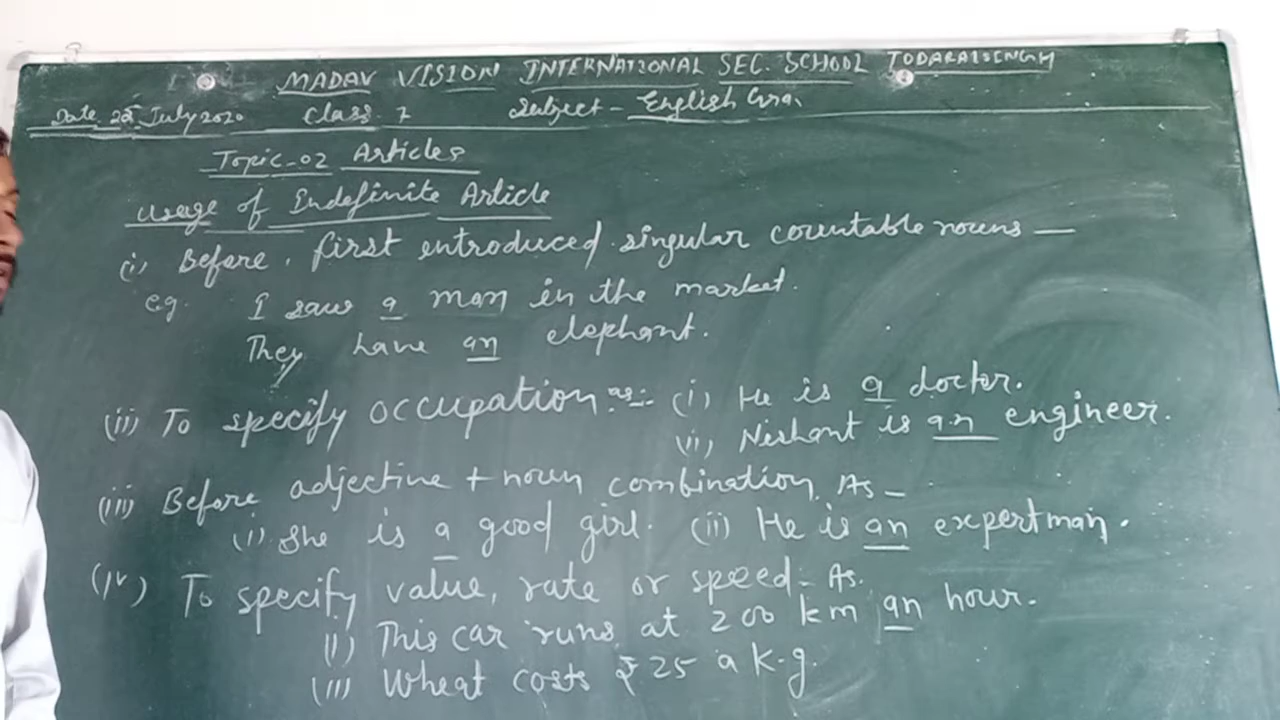 MADAV VISION INTERNATIONAL SEC. SCHOOL TODARAISINGH
Date 22 July 2020 Class 7 Subject - English Gra.
Topic-02 Articles
Usage of Indefinite Article
(i) Before, first introduced singular countable nouns —
e.g. I saw a man in the market.
They have an elephant.
(ii) To specify occupation. as:- (i) He is a doctor.
(ii) Nishant is an engineer.
(iii) Before adjective + noun combination. As -
(i) She is a good girl. (ii) He is an expert man.
(iv) To specify value, rate or speed - As.
(i) This car runs at 200 km an hour.
(ii) Wheat costs ₹ 25 a k.g.